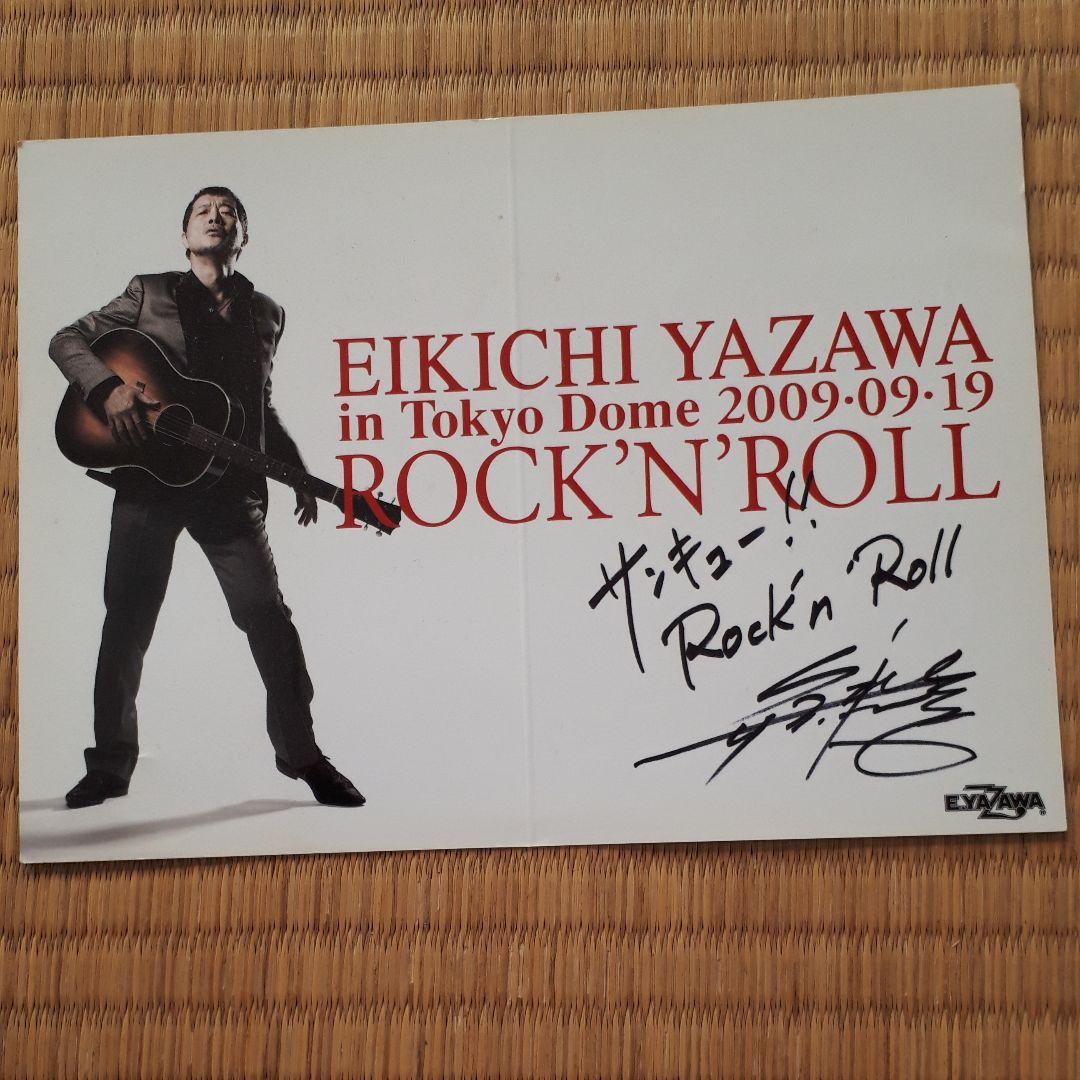 EIKICHI YAZAWA
in Tokyo Dome 2009・09・19
ROCK'N'ROLL
サンキュー!!
Rock'n'Roll
E.YAZAWA